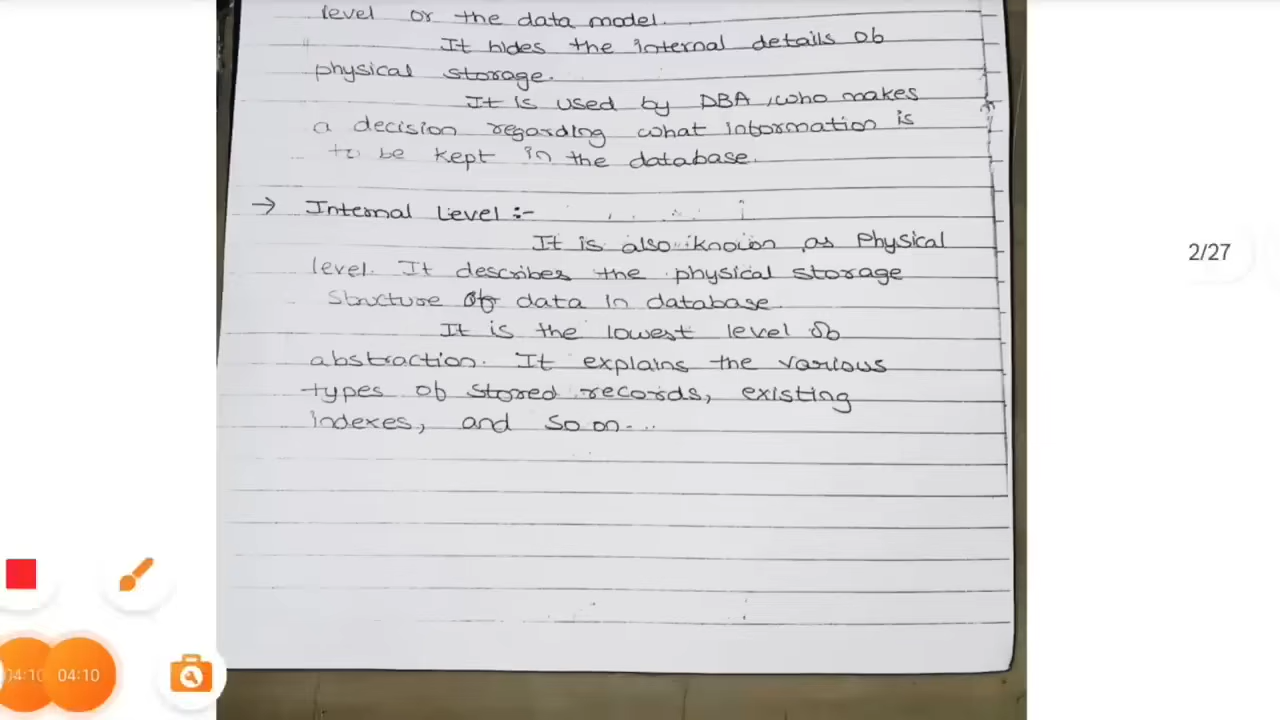 level or the data model.
It hides the internal details of
physical storage.
It is used by DBA, who makes
a decision regarding what information is
to be kept in the database.
→ Internal Level :-
It is also known as Physical
level. It describes the physical storage
structure of data in database.
It is the lowest level of
abstraction. It explains the various
types of stored records, existing
indexes, and so on...
2/27
04:10
04:10